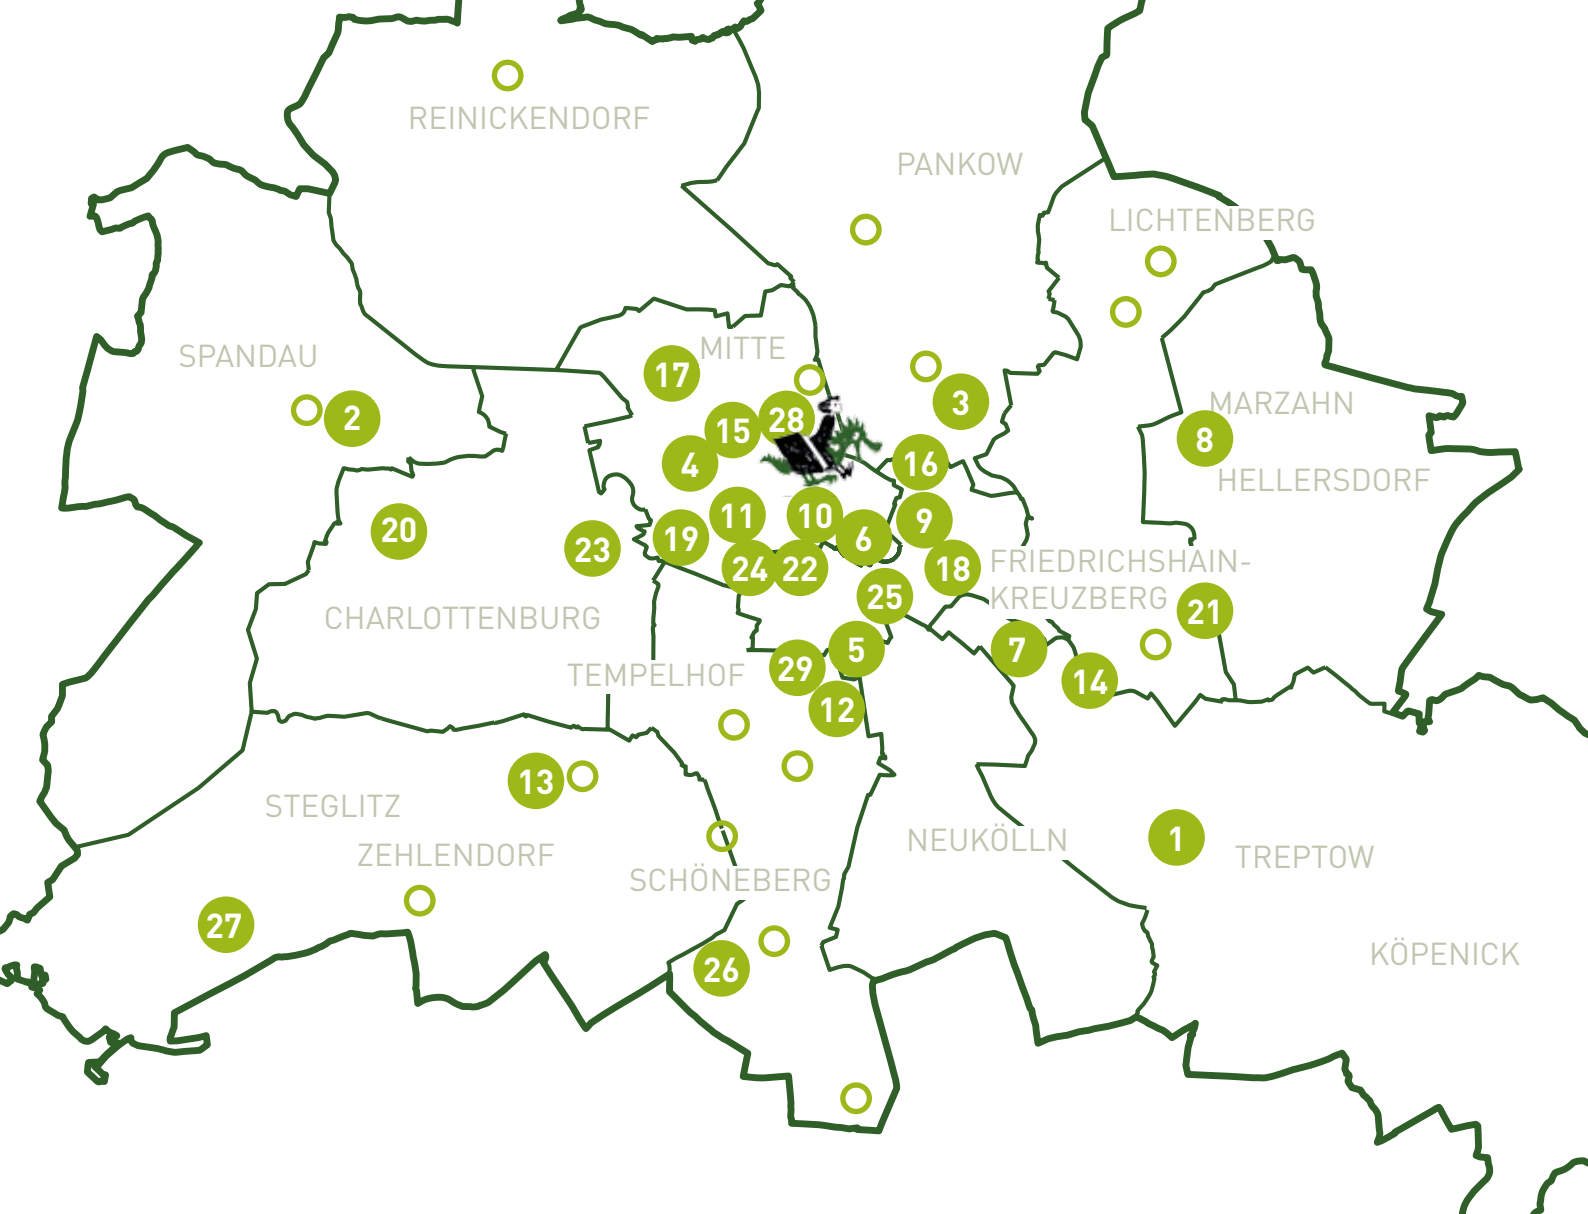 REINICKENDORF
PANKOW
LICHTENBERG
SPANDAU
MITTE
17
2
3
MARZAHN
28
15
8
4
16
HELLERSDORF
11
10
9
20
19
6
23
24
22
18
FRIEDRICHSHAIN-
KREUZBERG
25
21
CHARLOTTENBURG
5
7
TEMPELHOF
29
14
12
13
STEGLITZ
NEUKÖLLN
1
TREPTOW
ZEHLENDORF
SCHÖNEBERG
27
26
KÖPENICK